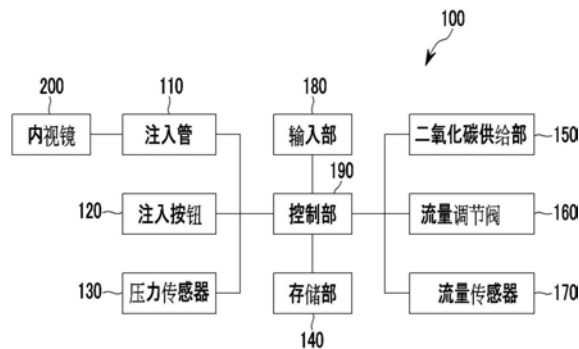 100
200
110
180
内视镜
注入管
输入部
二氧化碳供给部
150
190
120
注入按钮
控制部
流量调节阀
160
130
压力传感器
存储部
流量传感器
170
140